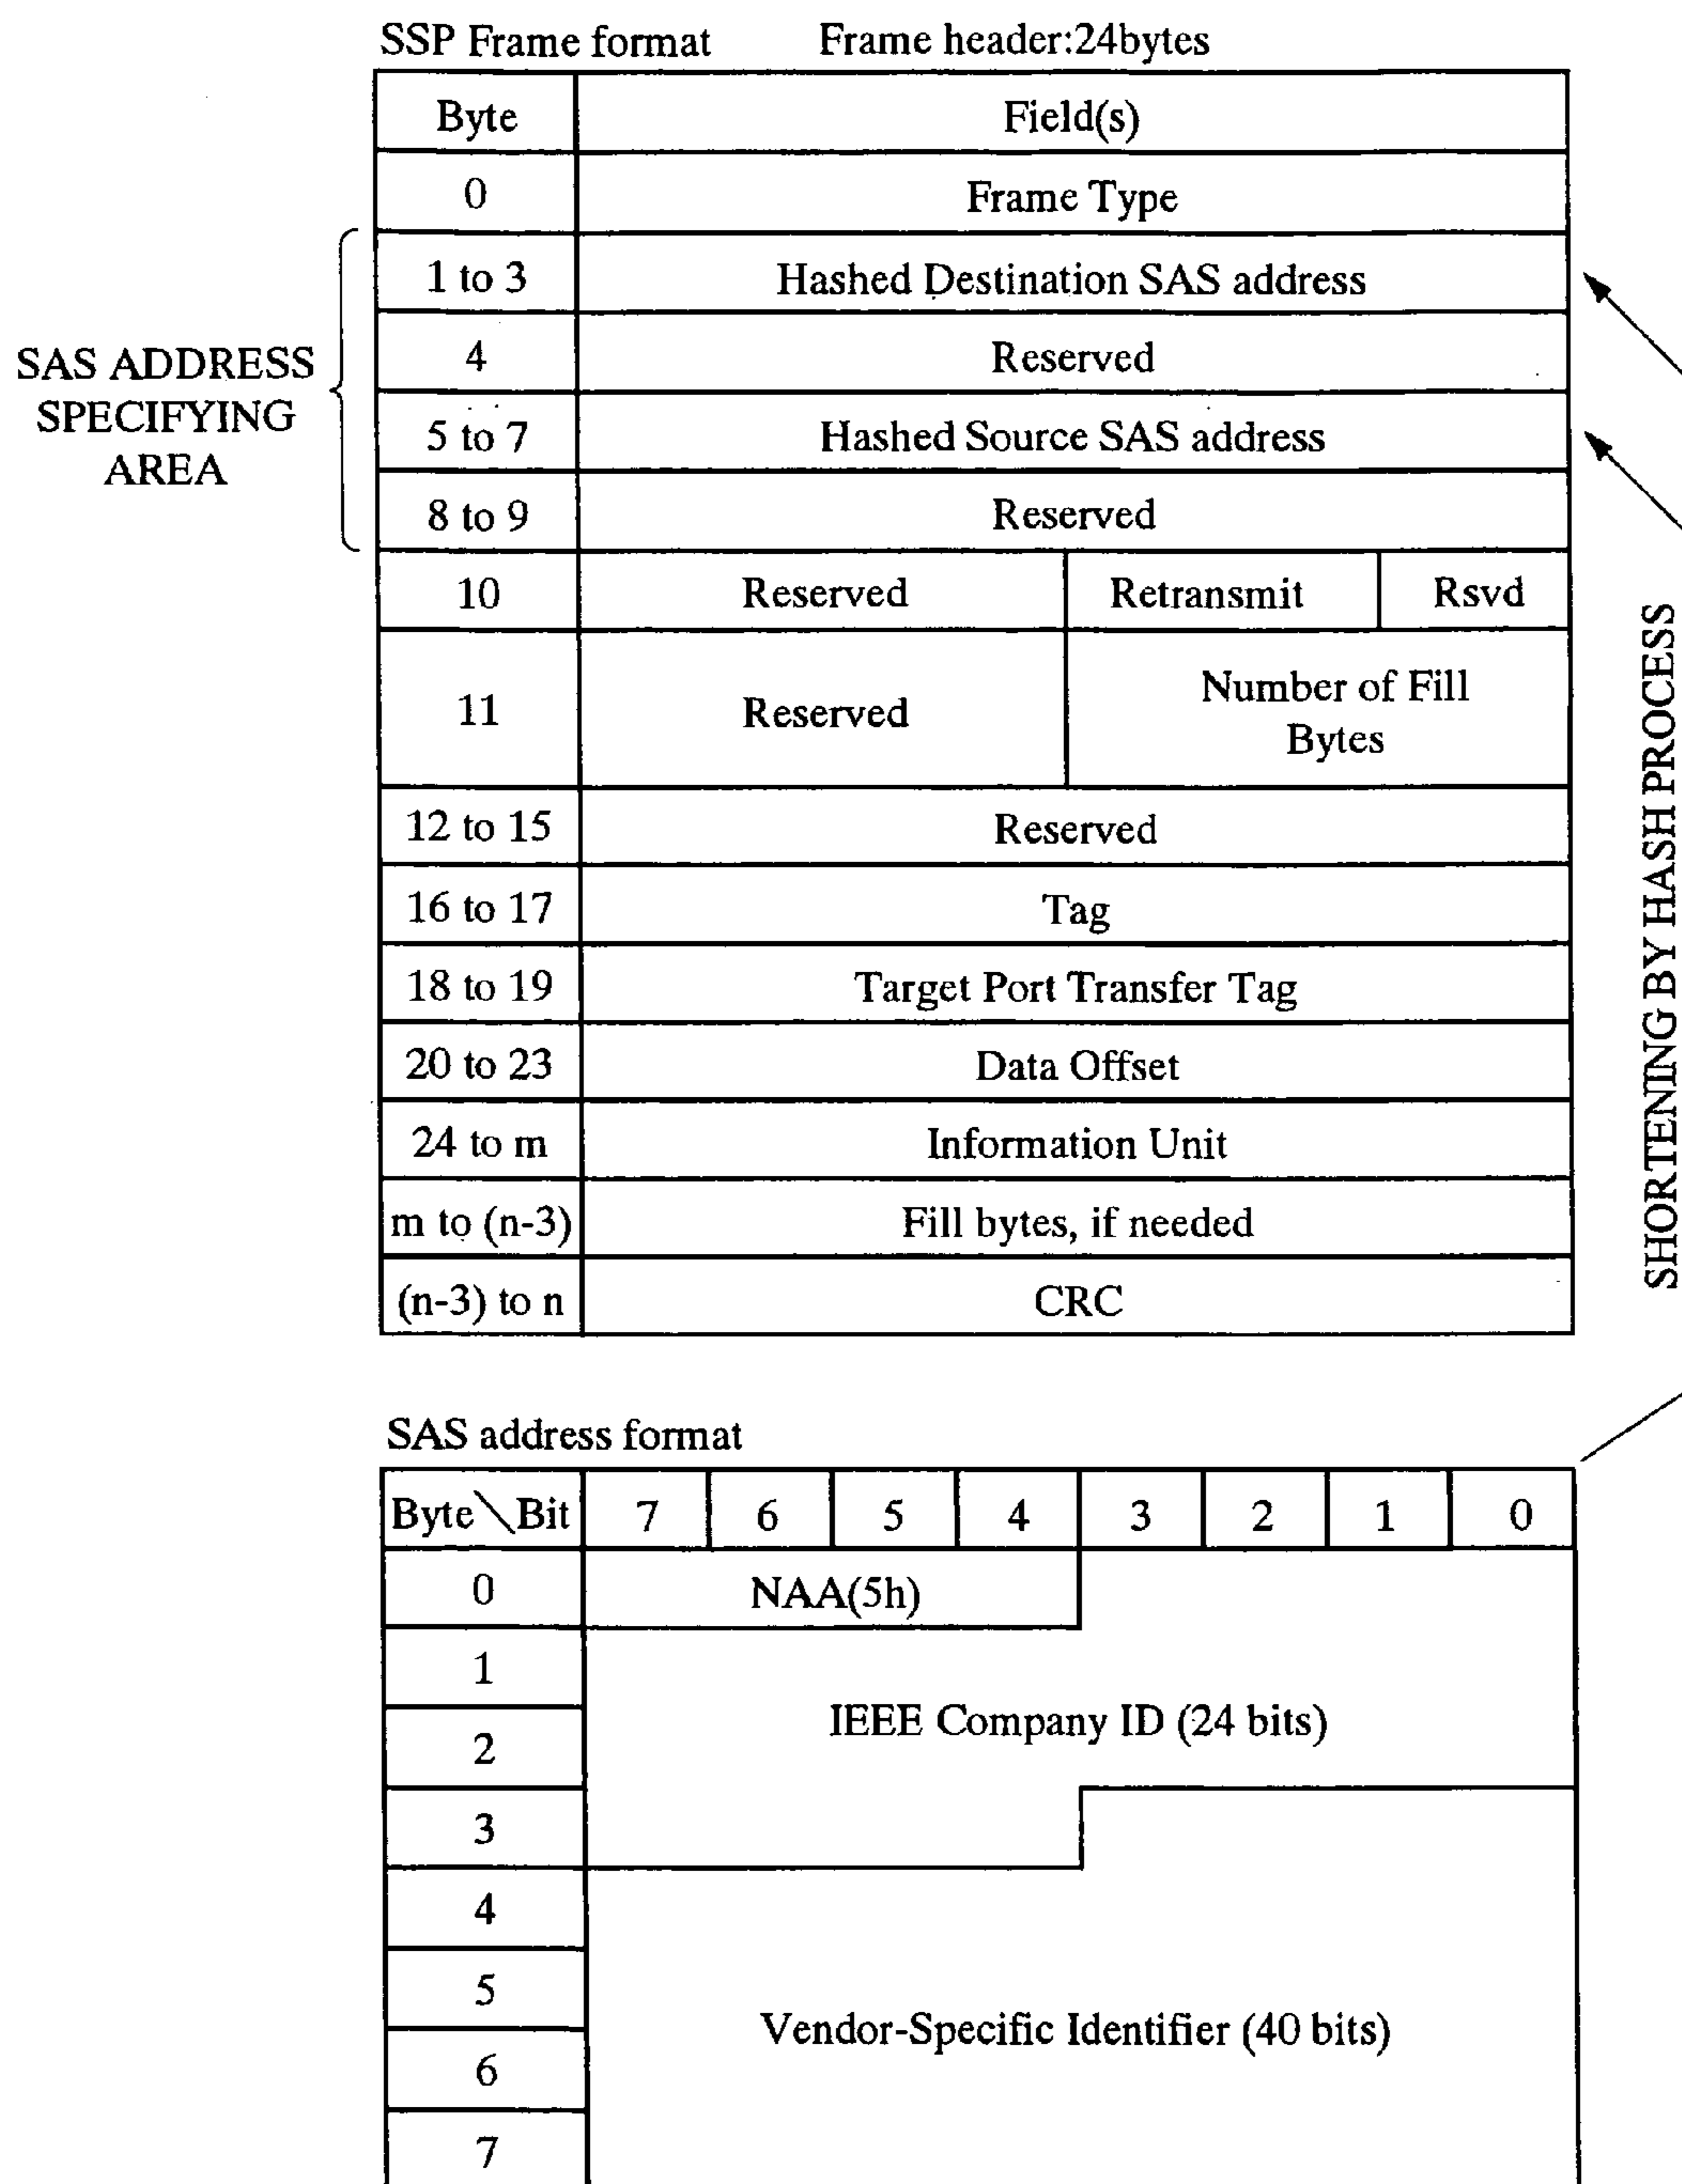 SSP Frame format Frame header:24bytes
Byte Field(s)
0 Frame Type
1 to 3 Hashed Destination SAS address
4 Reserved
5 to 7 Hashed Source SAS address
8 to 9 Reserved
SAS ADDRESS
SPECIFYING
AREA
10 Reserved Retransmit Rsvd
11 Reserved Number of Fill
Bytes
12 to 15 Reserved
16 to 17 Tag
18 to 19 Target Port Transfer Tag
20 to 23 Data Offset
24 to m Information Unit
m to (n-3) Fill bytes, if needed
(n-3) to n CRC
SHORTENING BY HASH PROCESS
SAS address format
Byte\Bit 7 6 5 4 3 2 1 0
0 NAA(5h)
1
IEEE Company ID (24 bits)
2
3
4
5
Vendor-Specific Identifier (40 bits)
6
7